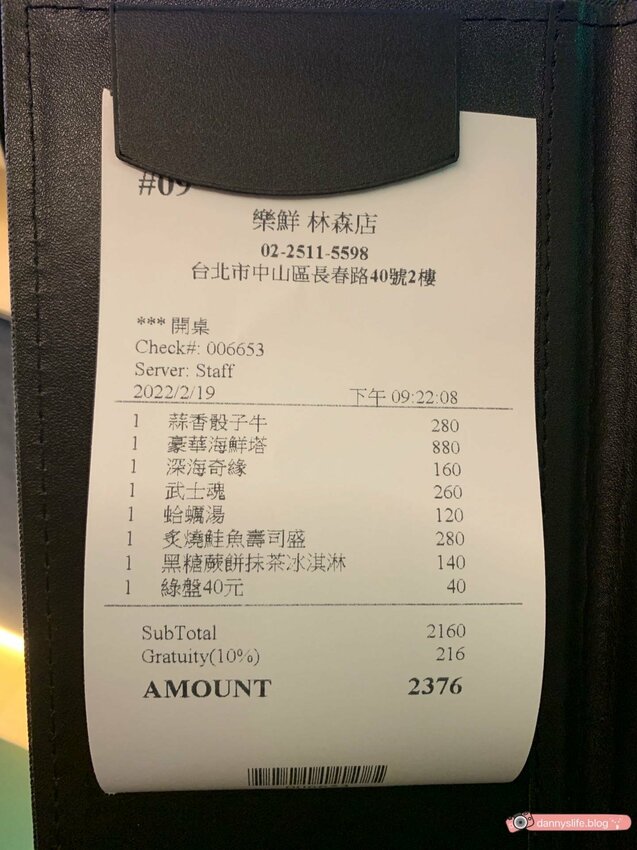 #09
樂鮮 林森店
02-2511-5598
台北市中山區長春路40號2樓
*** 開桌
Check#: 006653
Server: Staff
2022/2/19 下午 09:22:08
1 蒜香骰子牛 280
1 豪華海鮮塔 880
1 深海奇緣 160
1 武士魂 260
1 蛤蠣湯 120
1 炙燒鮭魚壽司盛 280
1 黑糖蕨餅抹茶冰淇淋 140
1 綠盤40元 40
SubTotal 2160
Gratuity(10%) 216
AMOUNT 2376
dannyslife.blog